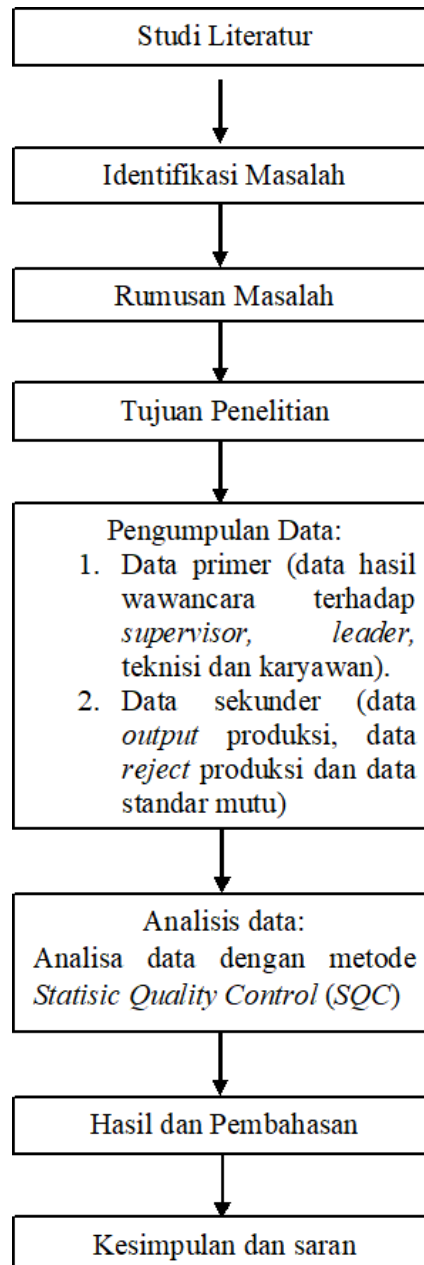 Studi Literatur
Identifikasi Masalah
Rumusan Masalah
Tujuan Penelitian
Pengumpulan Data:
1. Data primer (data hasil
wawancara terhadap
supervisor, leader,
teknisi dan karyawan).
2. Data sekunder (data
output produksi, data
reject produksi dan data
standar mutu)
Analisis data:
Analisa data dengan metode
Statisic Quality Control (SQC)
Hasil dan Pembahasan
Kesimpulan dan saran